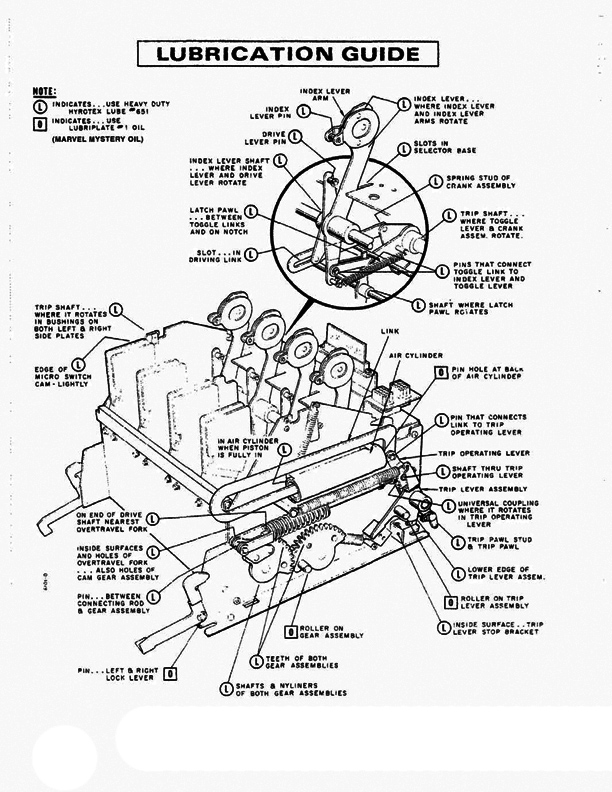 LUBRICATION GUIDE
NOTE:
L INDICATES...USE HEAVY DUTY
HYROTEX LUBE #651
O INDICATES...USE
LUBRIPLATE #1 OIL
(MARVEL MYSTERY OIL)
INDEX LEVER
ARM
INDEX
LEVER PIN L
DRIVE
LEVER PIN L
INDEX LEVER SHAFT L
...WHERE INDEX
LEVER AND DRIVE
LEVER ROTATE
LATCH PAWL L
...BETWEEN
TOGGLE LINKS
AND ON NOTCH
SLOT...IN L
DRIVING LINK
L INDEX LEVER...
WHERE INDEX LEVER
AND INDEX LEVER
ARMS ROTATE
L SLOTS IN
SELECTOR BASE
L SPRING STUD OF
CRANK ASSEMBLY
L TRIP SHAFT...
WHERE TOGGLE
LEVER & CRANK
ASSEM. ROTATE.
L PINS THAT CONNECT
TOGGLE LINK TO
INDEX LEVER AND
TOGGLE LEVER
L SHAFT WHERE LATCH
PAWL ROTATES
TRIP SHAFT... L
WHERE IT ROTATES
IN BUSHINGS ON
BOTH LEFT & RIGHT
SIDE PLATES
EDGE OF L
MICRO SWITCH
CAM - LIGHTLY
LINK
AIR CYLINDER
O PIN HOLE AT BACK
OF AIR CYLINDER
L PIN THAT CONNECTS
LINK TO TRIP
OPERATING LEVER
IN AIR CYLINDER
WHEN PISTON L
IS FULLY IN
TRIP OPERATING LEVER
L SHAFT THRU TRIP
OPERATING LEVER
TRIP LEVER ASSEMBLY
L UNIVERSAL COUPLING
WHERE IT ROTATES
IN TRIP OPERATING
LEVER
L TRIP PAWL STUD
& TRIP PAWL
L LOWER EDGE OF
TRIP LEVER ASSEM.
O ROLLER ON TRIP
LEVER ASSEMBLY
L INSIDE SURFACE..TRIP
LEVER STOP BRACKET
ON END OF DRIVE L
SHAFT NEAREST
OVERTRAVEL FORK
INSIDE SURFACES L
AND HOLES OF
OVERTRAVEL FORK
...ALSO HOLES OF
CAM GEAR ASSEMBLY
PIN...BETWEEN L
CONNECTING ROD
& GEAR ASSEMBLY
O ROLLER ON
GEAR ASSEMBLY
L TEETH OF BOTH
GEAR ASSEMBLIES
PIN...LEFT & RIGHT O
LOCK LEVER
L SHAFTS & NYLINERS
OF BOTH GEAR ASSEMBLIES